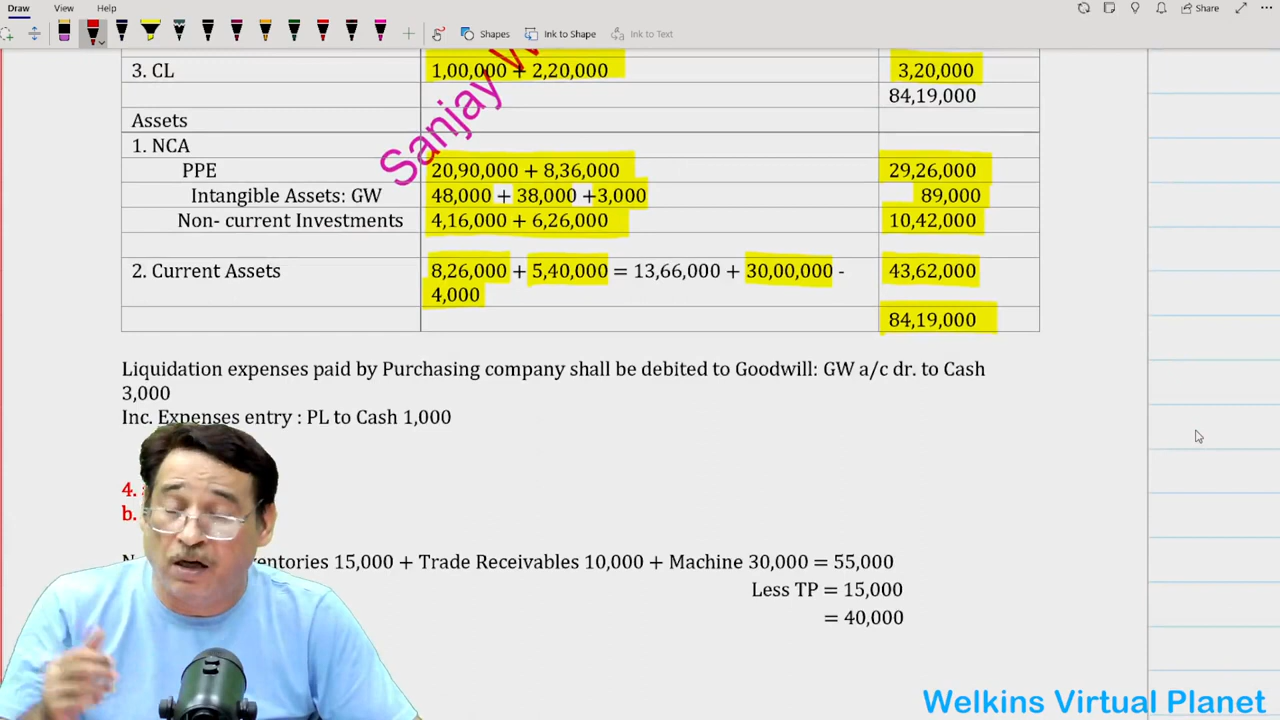 Draw View Help
Share
Shapes Ink to Shape Ink to Text
3. CL 1,00,000 + 2,20,000 3,20,000
84,19,000
Assets
1. NCA
PPE 20,90,000 + 8,36,000 29,26,000
Intangible Assets: GW 48,000 + 38,000 +3,000 89,000
Non- current Investments 4,16,000 + 6,26,000 10,42,000
2. Current Assets 8,26,000 + 5,40,000 = 13,66,000 + 30,00,000 - 43,62,000
4,000
84,19,000
Sanjay
Liquidation expenses paid by Purchasing company shall be debited to Goodwill: GW a/c dr. to Cash
3,000
Inc. Expenses entry : PL to Cash 1,000
4.
b.
15,000 + Trade Receivables 10,000 + Machine 30,000 = 55,000
Less TP = 15,000
= 40,000
Welkins Virtual Planet